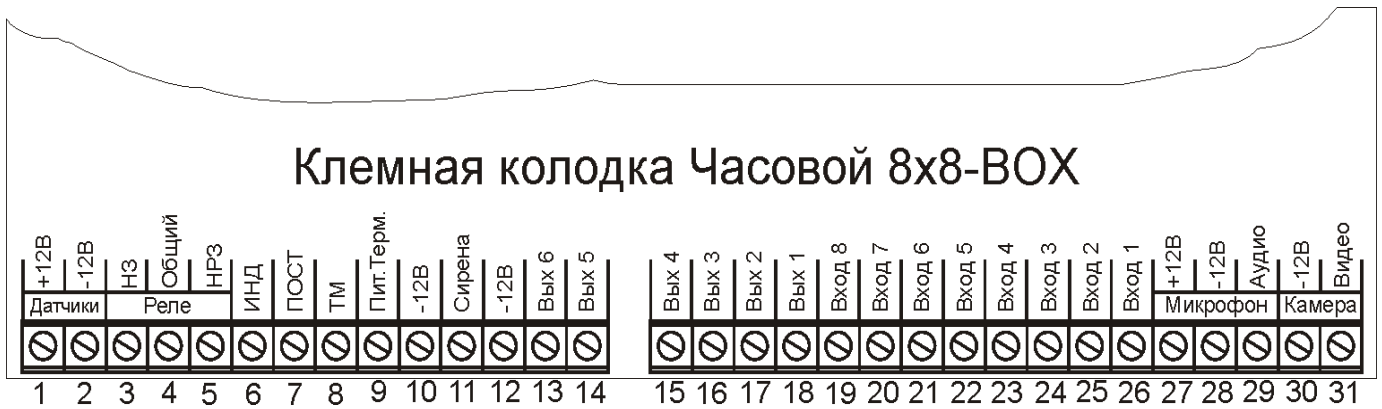 Клемная колодка Часовой 8x8-BOX
+12В -12В НЗ Общий НРЗ ИНД ПОСТ ТМ Пит.Терм. -12В Сирена -12В Вых 6 Вых 5 Вых 4 Вых 3 Вых 2 Вых 1 Вход 8 Вход 7 Вход 6 Вход 5 Вход 4 Вход 3 Вход 2 Вход 1 +12В -12В Аудио -12В Видео
Датчики Реле Микрофон Камера
1 2 3 4 5 6 7 8 9 10 11 12 13 14 15 16 17 18 19 20 21 22 23 24 25 26 27 28 29 30 31